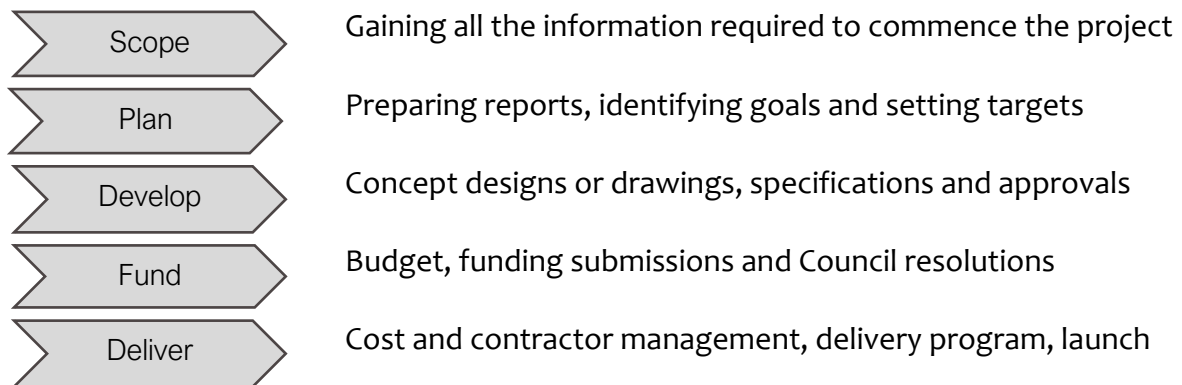 Scope
Gaining all the information required to commence the project
Plan
Preparing reports, identifying goals and setting targets
Develop
Concept designs or drawings, specifications and approvals
Fund
Budget, funding submissions and Council resolutions
Deliver
Cost and contractor management, delivery program, launch